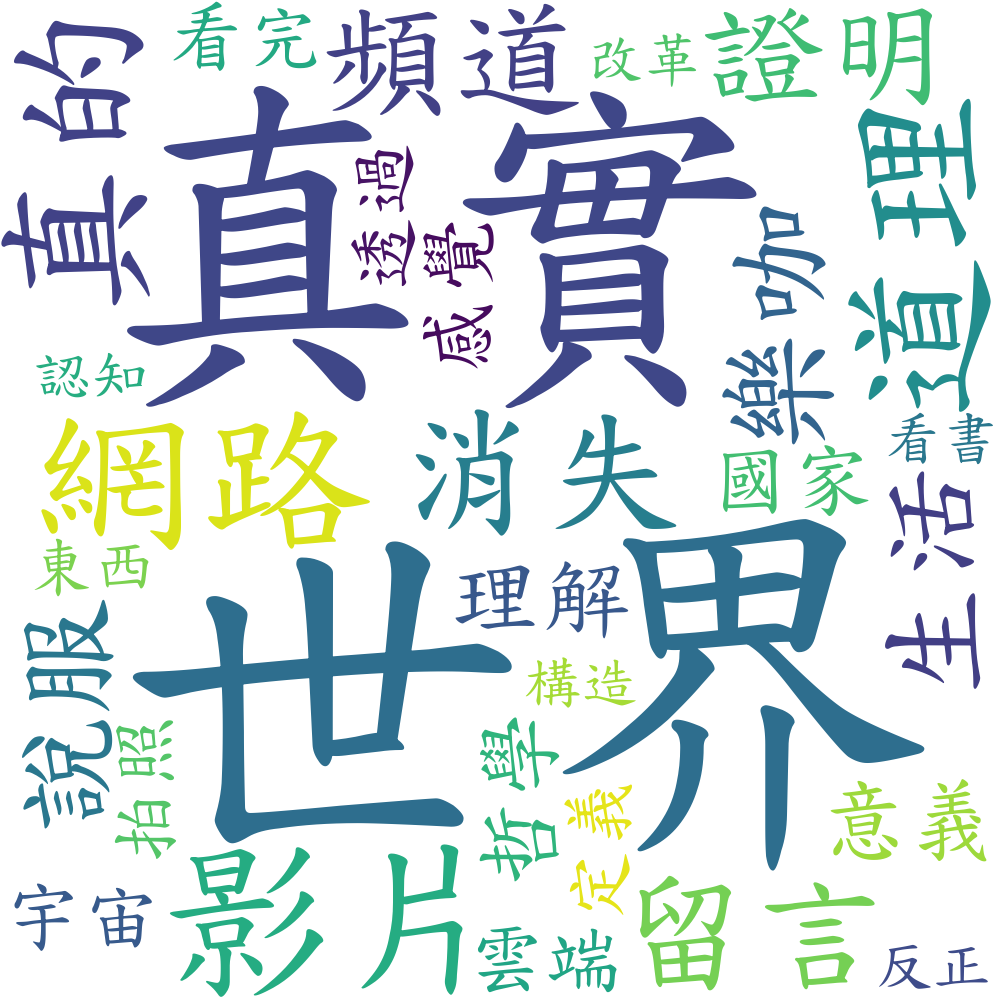 看完
頻道
改革
證明
真的
真實
透過
感覺
樂咖
道理
認知
網路
消失
國家
看書
東西
世界
理解
生活
說服
構造
拍照
哲學
定義
意義
宇宙
影片
雲端
留言
反正